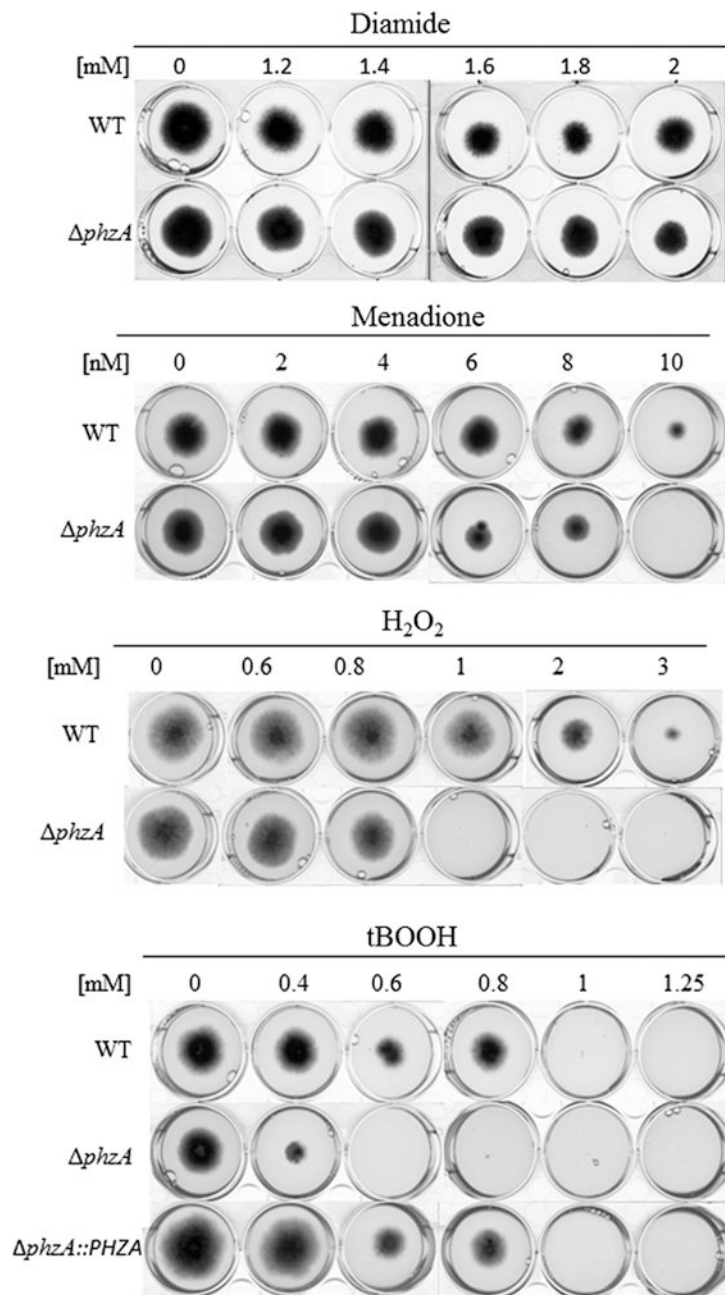 Diamide
[mM] 0 1.2 1.4 1.6 1.8 2
WT
ΔphzA
Menadione
[nM] 0 2 4 6 8 10
WT
ΔphzA
H₂O₂
[mM] 0 0.6 0.8 1 2 3
WT
ΔphzA
tBOOH
[mM] 0 0.4 0.6 0.8 1 1.25
WT
ΔphzA
ΔphzA::PHZA